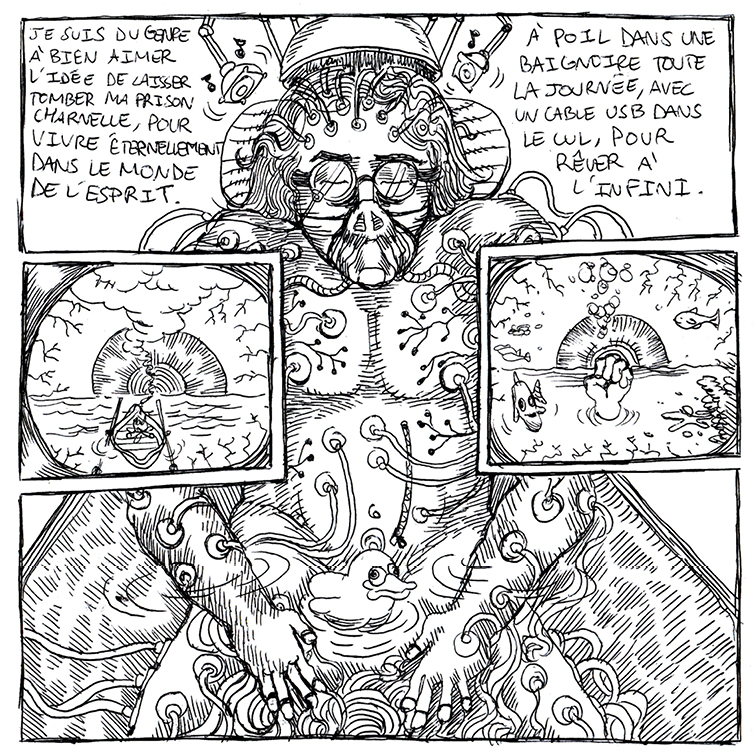 JE SUIS DU GENRE
À BIEN AIMER
L'IDÉE DE LAISSER
TOMBER MA PRISON
CHARNELLE, POUR
VIVRE ÉTERNELLEMENT
DANS LE MONDE
DE L'ESPRIT.
À POIL DANS UNE
BAIGNOIRE TOUTE
LA JOURNÉE, AVEC
UN CABLE USB DANS
LE CUL, POUR
RÊVER À
L'INFINI.